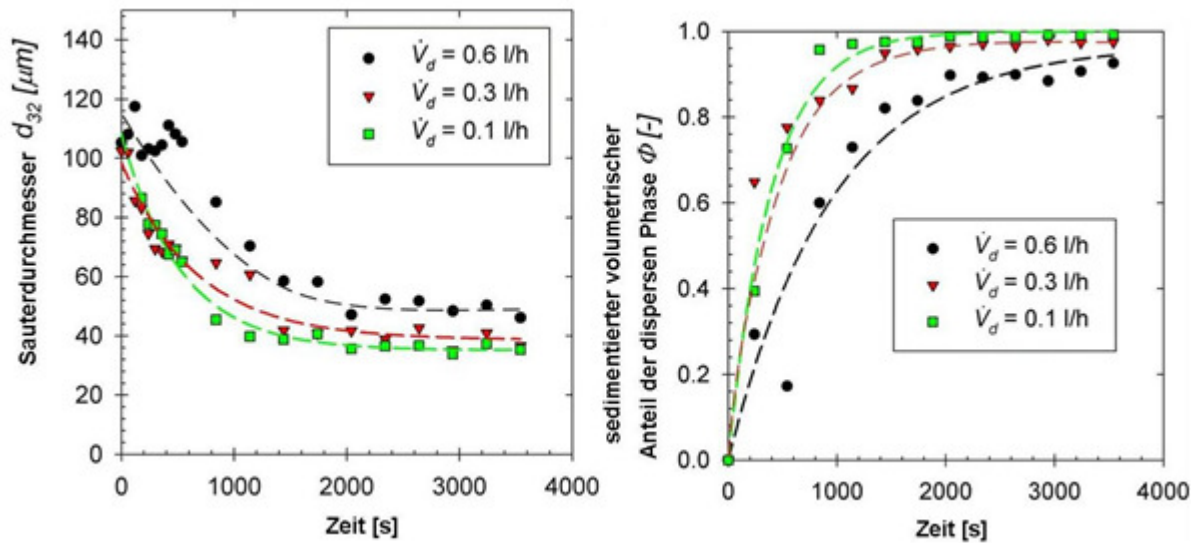 Sauterdurchmesser d32 [µm]
140
120
100
80
60
40
20
0
V̇d = 0.6 l/h
V̇d = 0.3 l/h
V̇d = 0.1 l/h
0 1000 2000 3000 4000
Zeit [s]
sedimentierter volumetrischer
Anteil der dispersen Phase Φ [-]
1.0
0.8
0.6
0.4
0.2
0.0
V̇d = 0.6 l/h
V̇d = 0.3 l/h
V̇d = 0.1 l/h
0 1000 2000 3000 4000
Zeit [s]